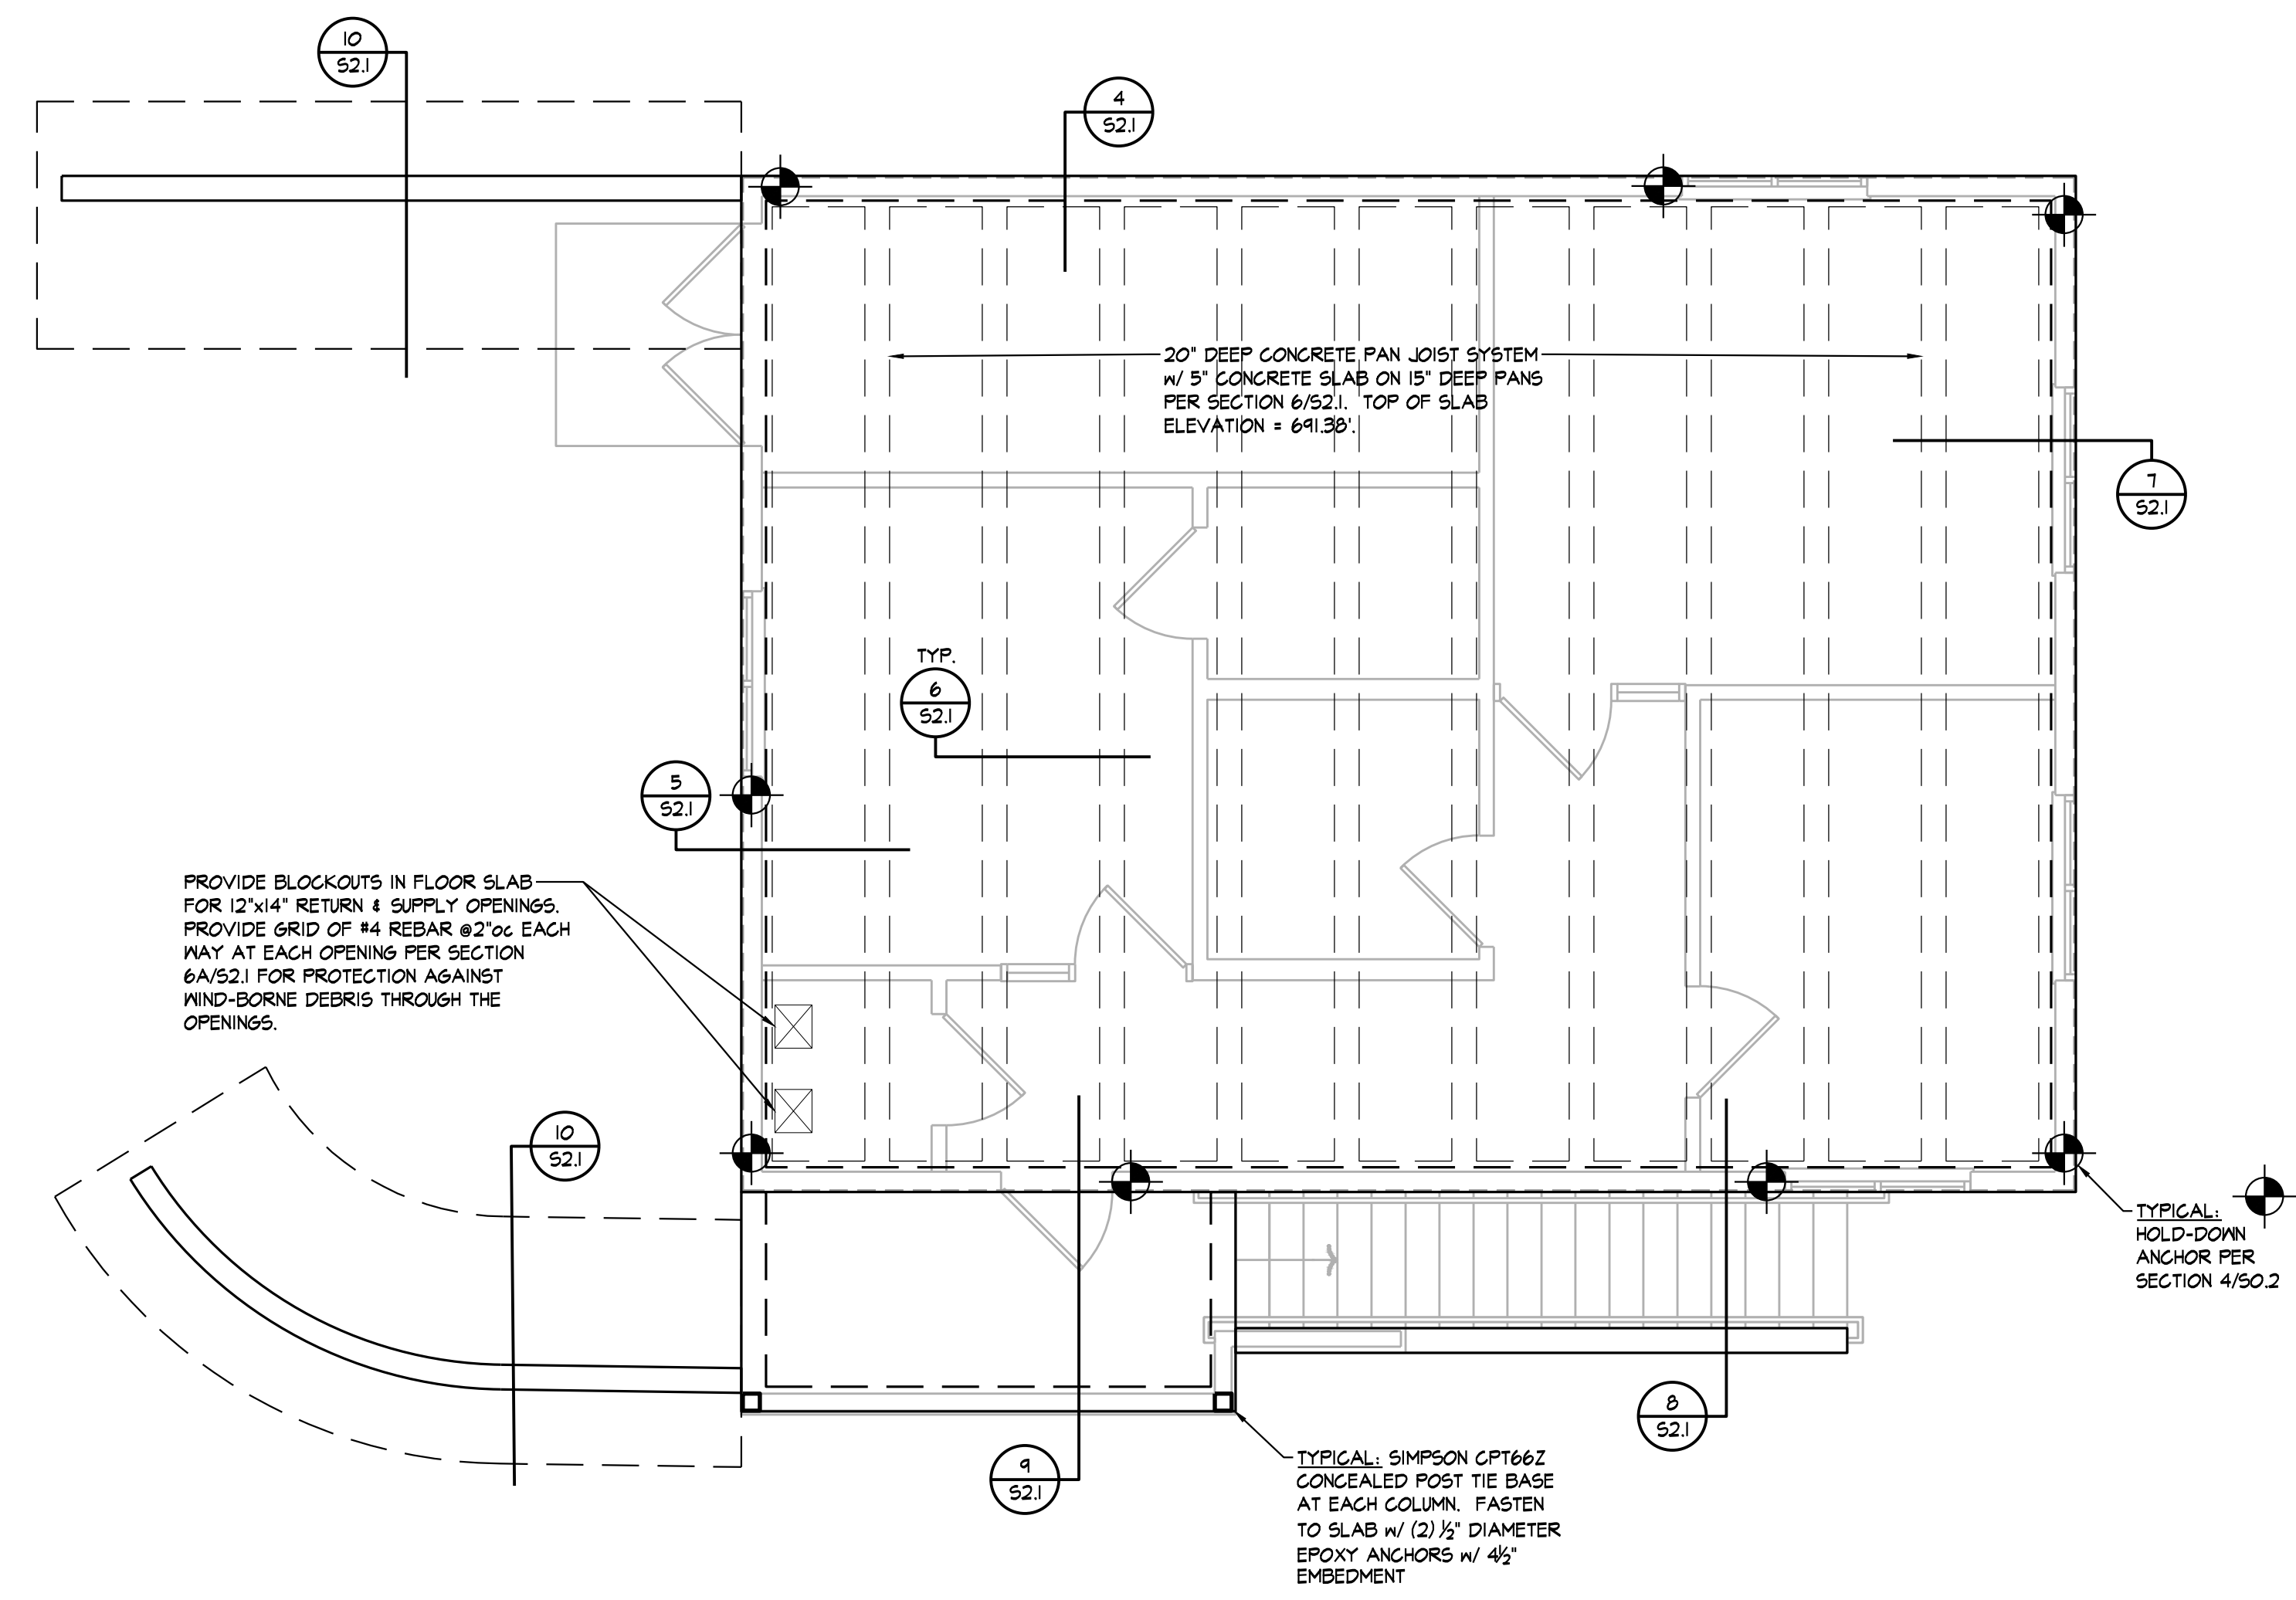 10
S2.1
4
S2.1
20" DEEP CONCRETE PAN JOIST SYSTEM
w/ 5" CONCRETE SLAB ON 15" DEEP PANS
PER SECTION 6/S2.1. TOP OF SLAB
ELEVATION = 691.38'.
7
S2.1
TYP.
6
S2.1
5
S2.1
PROVIDE BLOCKOUTS IN FLOOR SLAB
FOR 12"x14" RETURN & SUPPLY OPENINGS.
PROVIDE GRID OF #4 REBAR @2"oc EACH
WAY AT EACH OPENING PER SECTION
6A/S2.1 FOR PROTECTION AGAINST
WIND-BORNE DEBRIS THROUGH THE
OPENINGS.
10
S2.1
TYPICAL:
HOLD-DOWN
ANCHOR PER
SECTION 4/S0.2
8
S2.1
9
S2.1
TYPICAL: SIMPSON CPT66Z
CONCEALED POST TIE BASE
AT EACH COLUMN. FASTEN
TO SLAB w/ (2) ½" DIAMETER
EPOXY ANCHORS w/ 4½"
EMBEDMENT